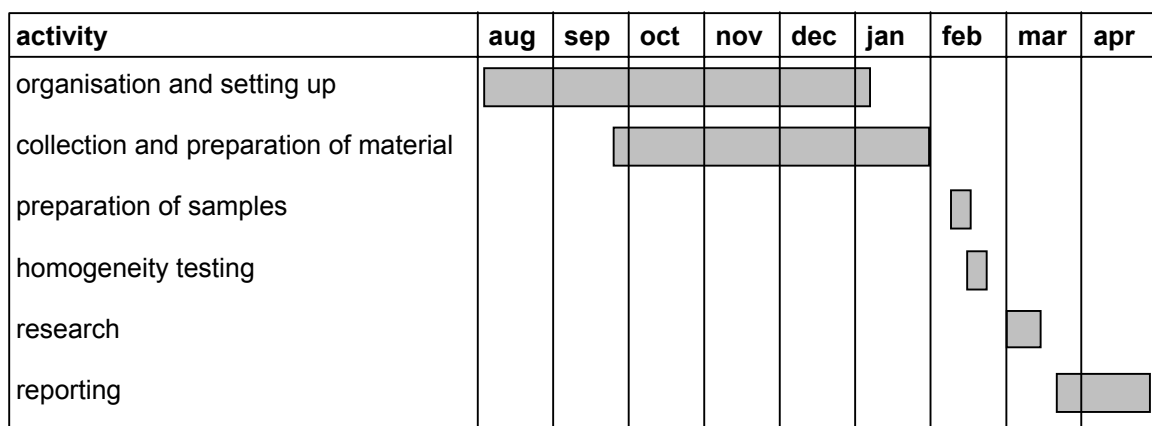 activity aug sep oct nov dec jan feb mar apr
organisation and setting up
collection and preparation of material
preparation of samples
homogeneity testing
research
reporting